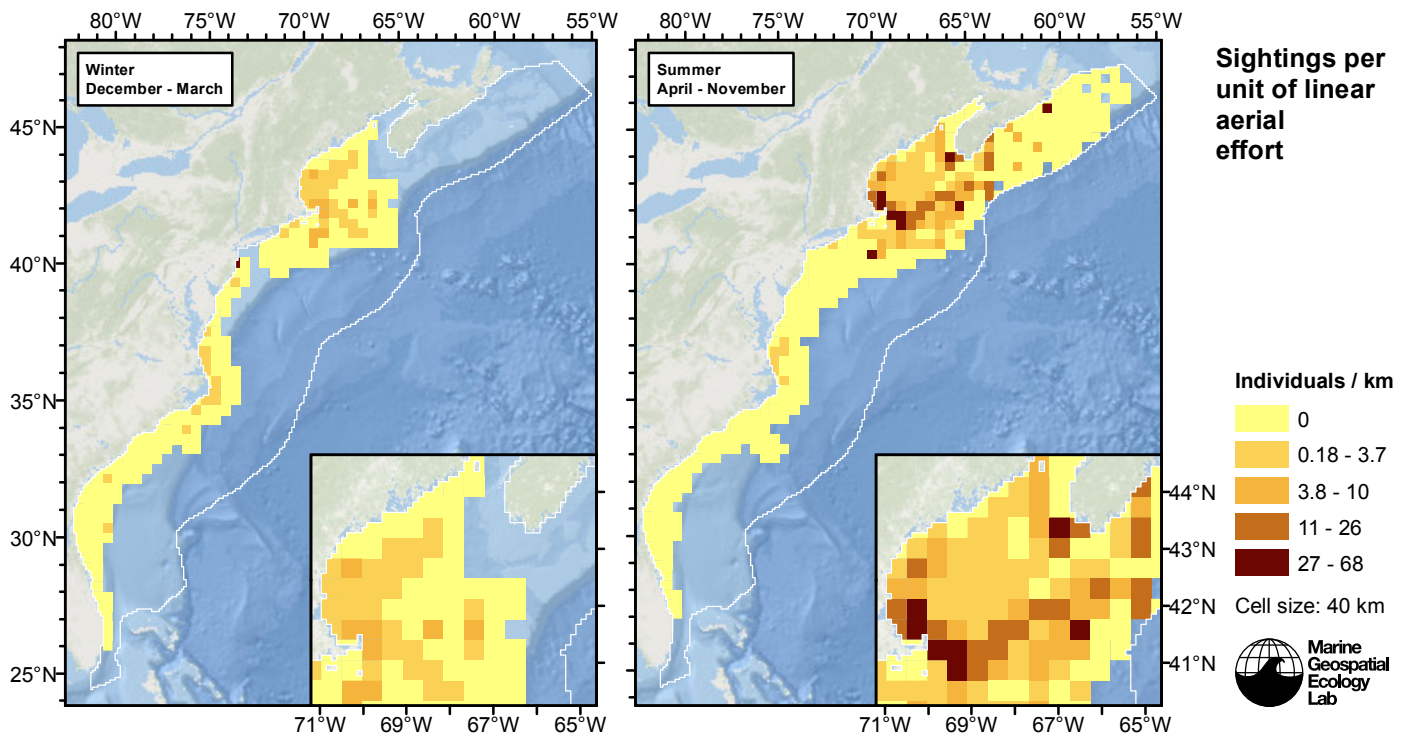 80°W 75°W 70°W 65°W 60°W 55°W
80°W 75°W 70°W 65°W 60°W 55°W
Winter
December - March
Summer
April - November
Sightings per
unit of linear
aerial
effort
45°N
40°N
35°N
30°N
25°N
Individuals / km
0
0.18 - 3.7
3.8 - 10
11 - 26
27 - 68
Cell size: 40 km
Marine
Geospatial
Ecology
Lab
44°N
43°N
42°N
41°N
71°W 69°W 67°W 65°W
71°W 69°W 67°W 65°W